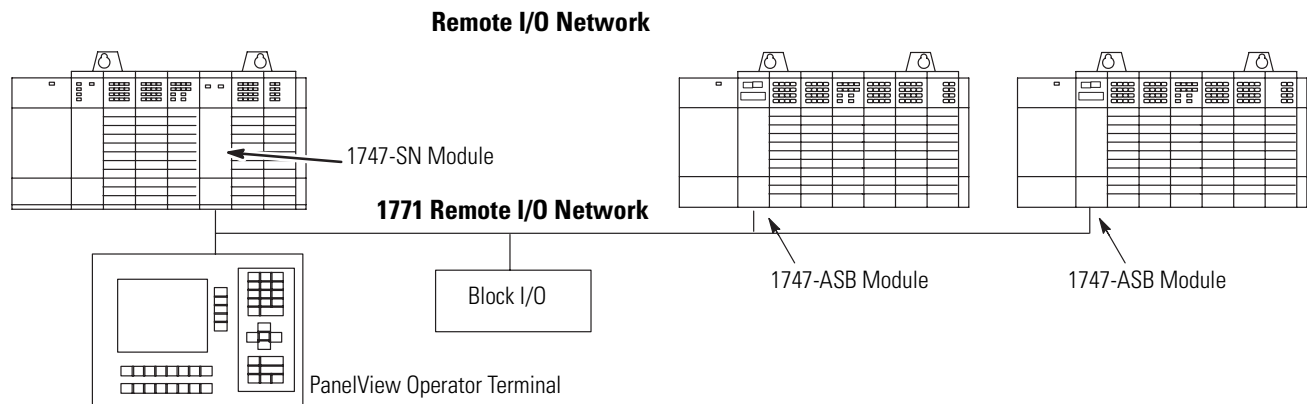 Remote I/O Network
1747-SN Module
1771 Remote I/O Network
1747-ASB Module
1747-ASB Module
Block I/O
PanelView Operator Terminal